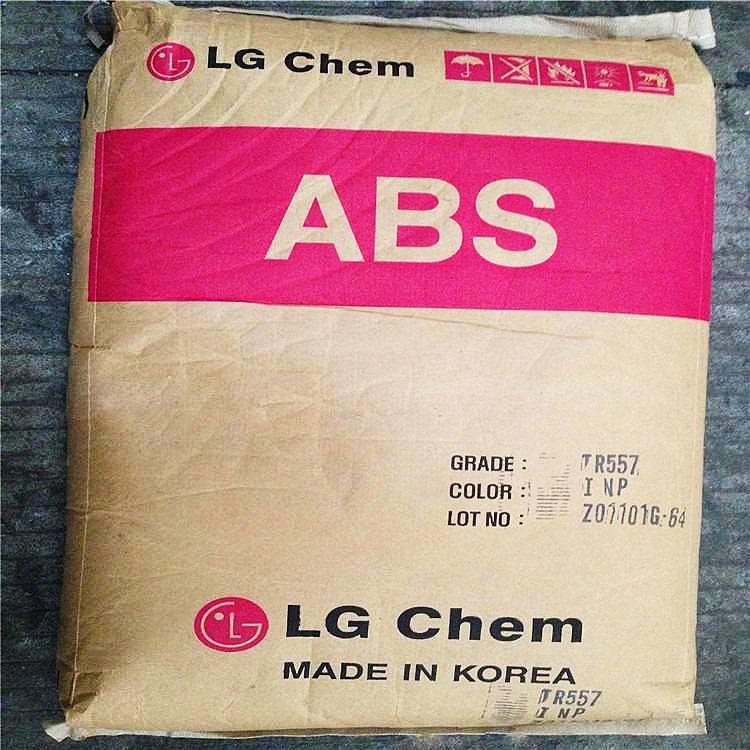 LG Chem
ABS
GRADE : TR557
COLOR : I NP
LOT NO : Z01101G-64
LG Chem
MADE IN KOREA
TR557
I NP